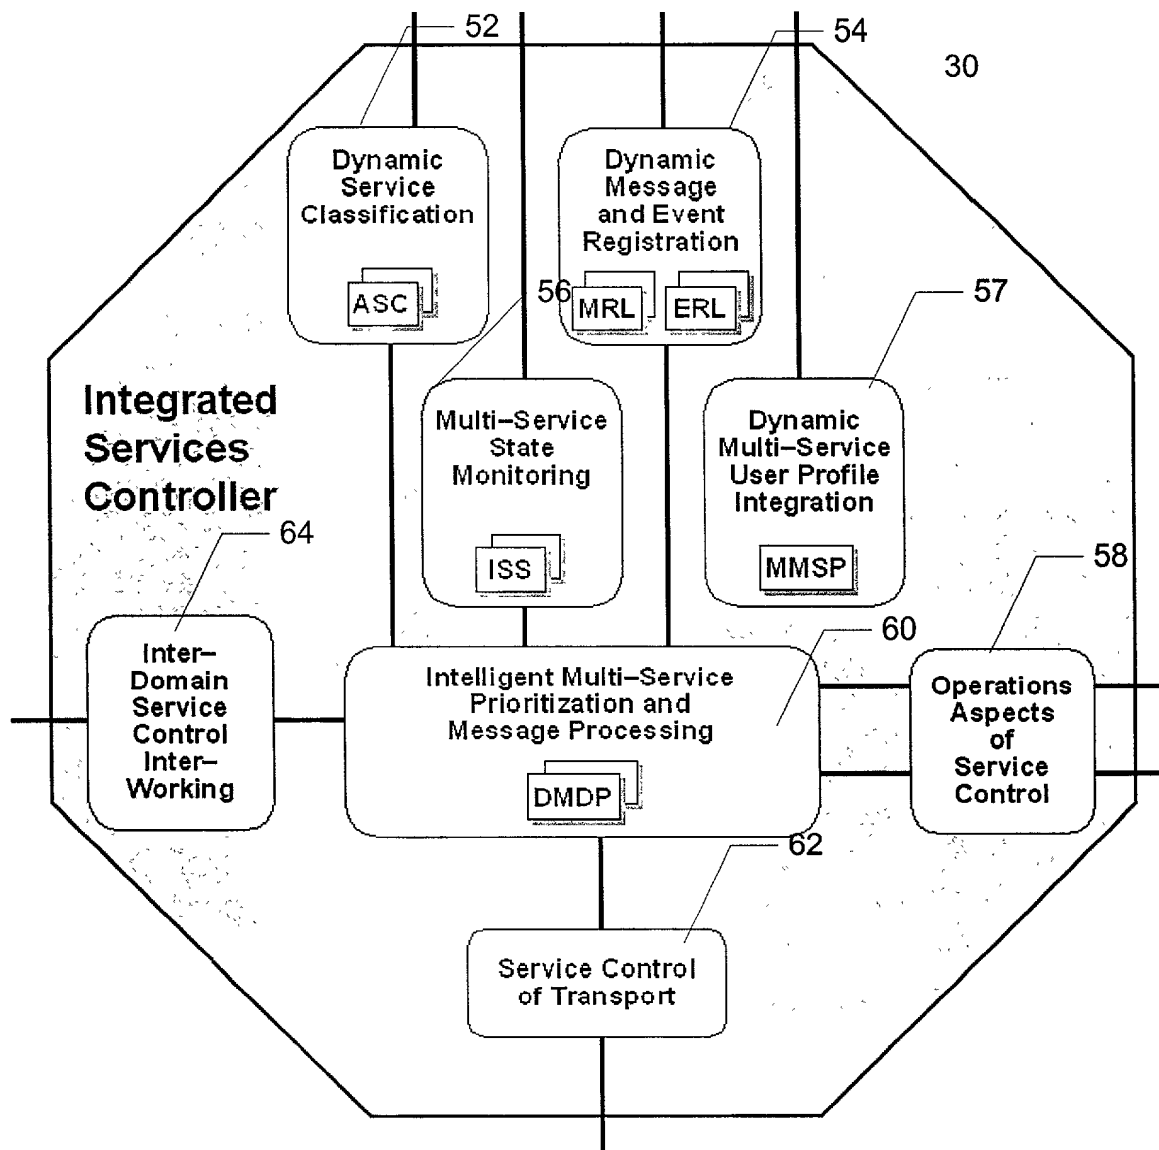 52
54
30
Dynamic
Service
Classification
ASC
Dynamic
Message
and Event
Registration
MRL
ERL
56
57
Integrated
Services
Controller
Multi–Service
State
Monitoring
ISS
Dynamic
Multi–Service
User Profile
Integration
MMSP
64
58
60
Inter–
Domain
Service
Control
Inter–
Working
Intelligent Multi–Service
Prioritization and
Message Processing
DMDP
Operations
Aspects
of
Service
Control
62
Service Control
of Transport